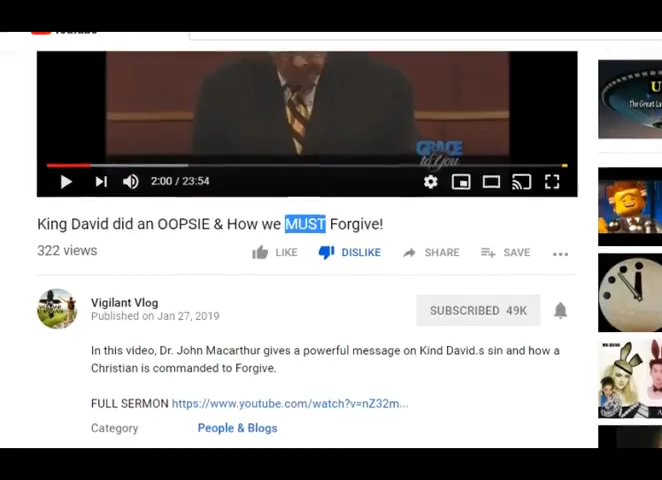 GRACE
to You
2:00 / 23:54
King David did an OOPSIE & How we MUST Forgive!
322 views
LIKE
DISLIKE
SHARE
SAVE
Vigilant Vlog
Published on Jan 27, 2019
SUBSCRIBED 49K
In this video, Dr. John Macarthur gives a powerful message on Kind David.s sin and how a
Christian is commanded to Forgive.
FULL SERMON https://www.youtube.com/watch?v=nZ32m...
Category
People & Blogs
U
The Great La